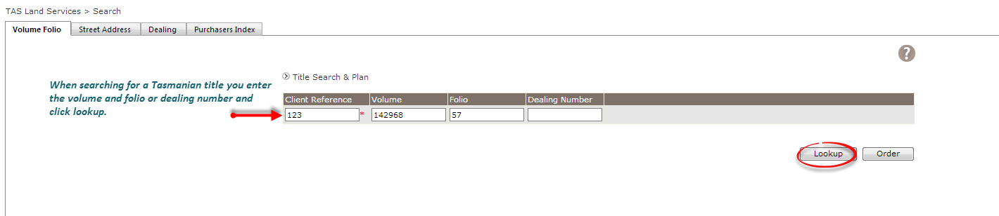 TAS Land Services > Search
Volume Folio Street Address Dealing Purchasers Index
?
Title Search & Plan
When searching for a Tasmanian title you enter
the volume and folio or dealing number and
click lookup.
Client Reference Volume Folio Dealing Number
123 * 142968 57
Lookup Order